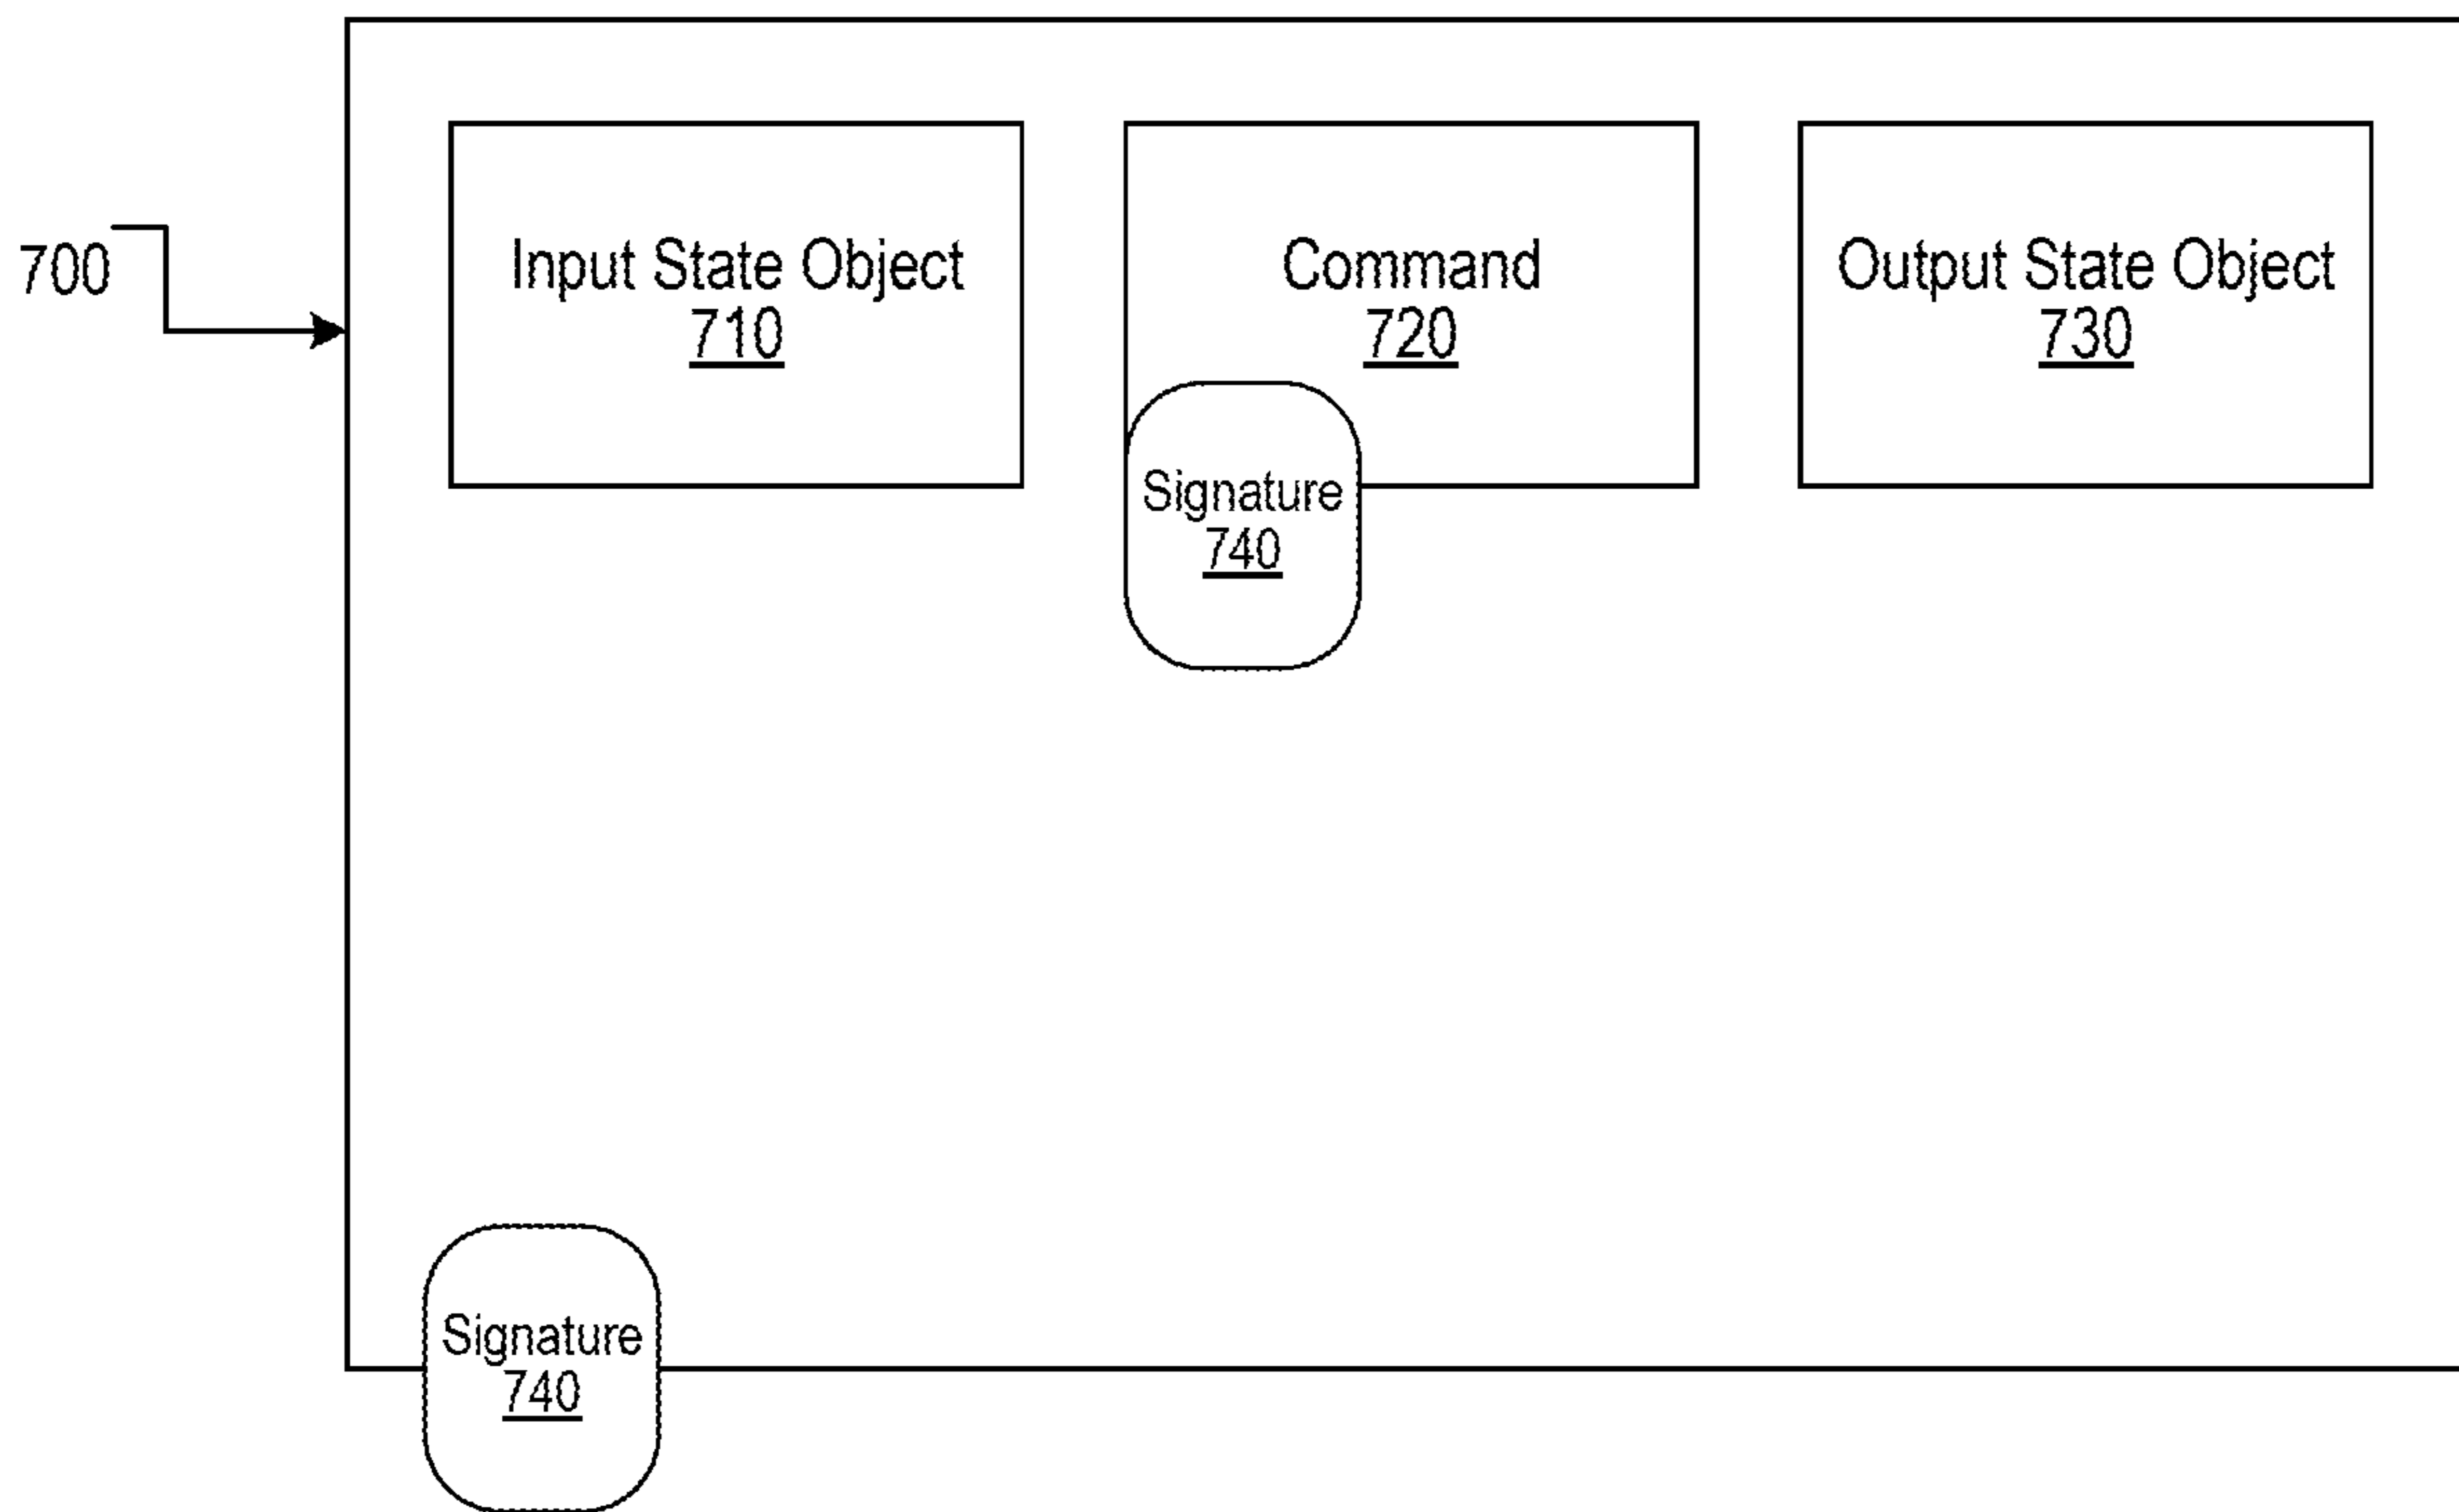 700
Input State Object
710
Command
720
Output State Object
730
Signature
740
Signature
740